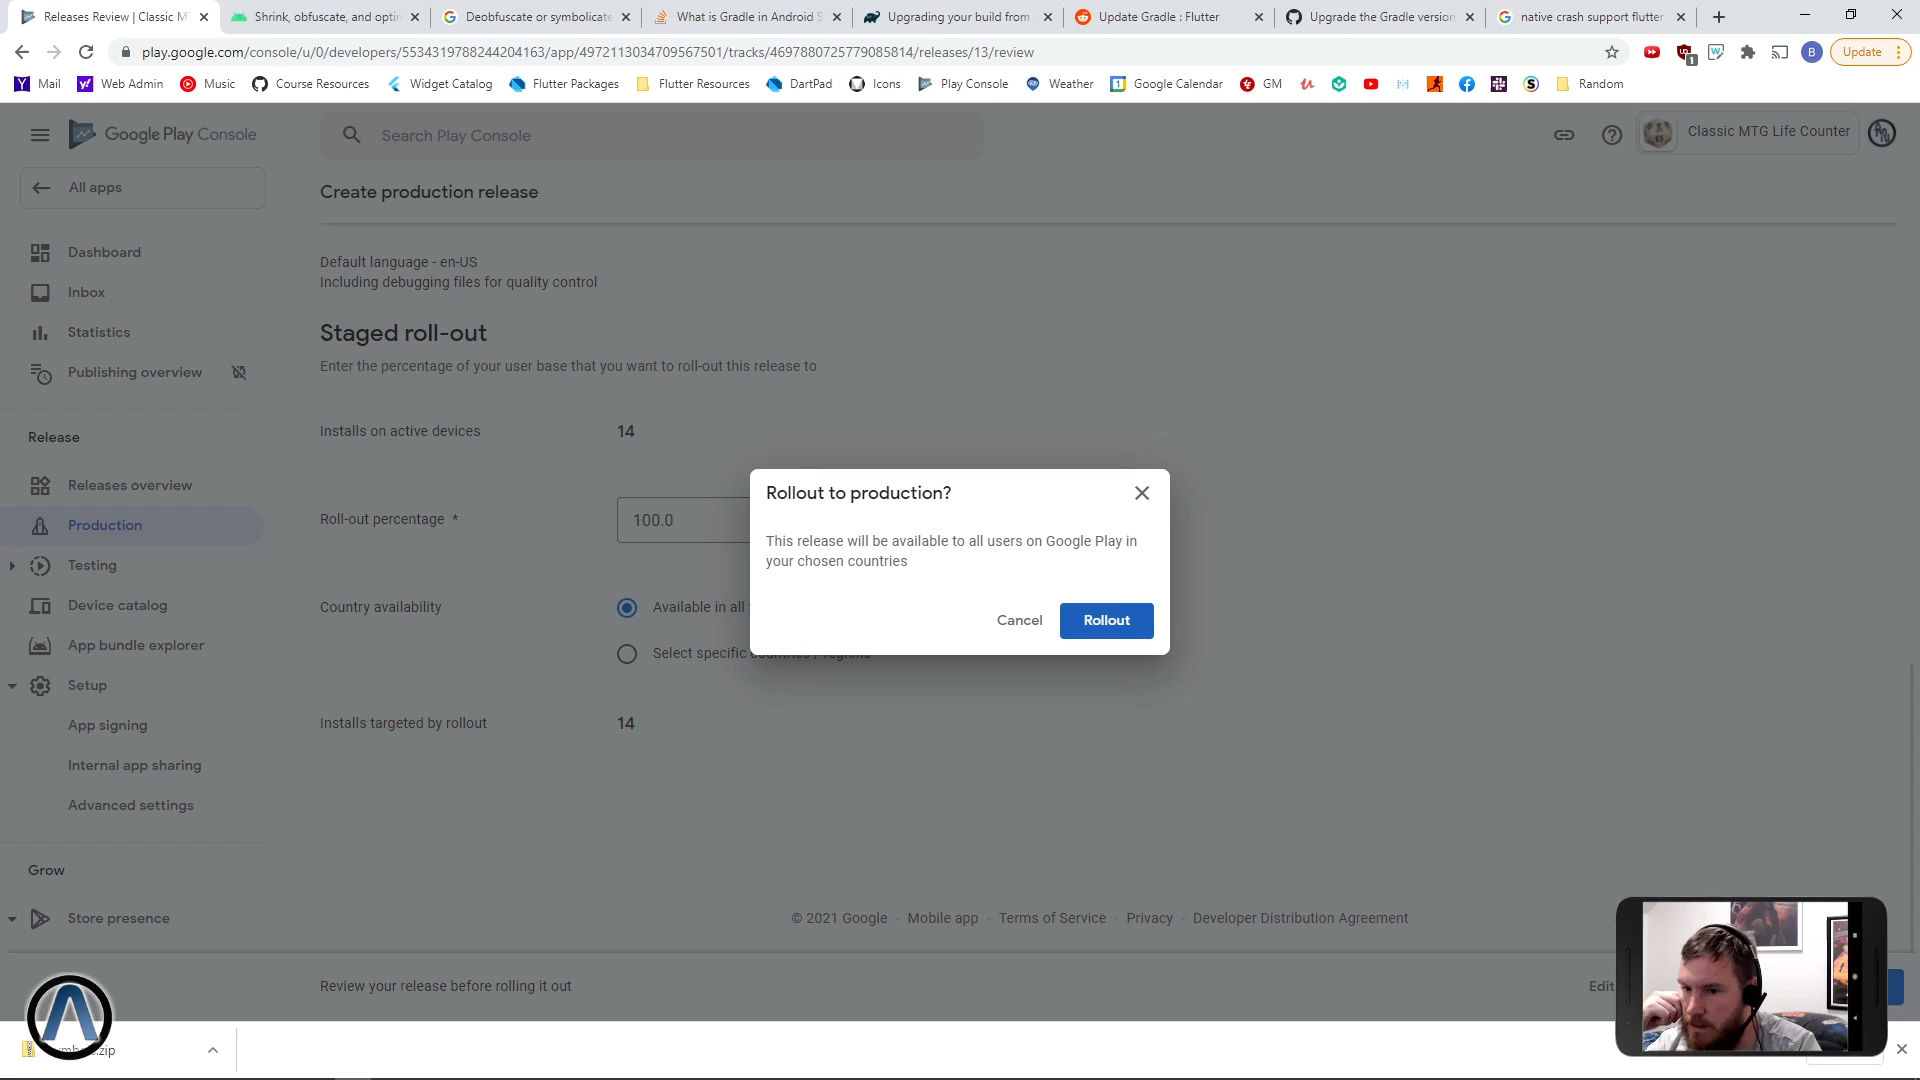 Releases Review | Classic MT
Shrink, obfuscate, and optim
Deobfuscate or symbolicate
What is Gradle in Android S
Upgrading your build from
Update Gradle : Flutter
Upgrade the Gradle version
native crash support flutter
play.google.com/console/u/0/developers/5534319788244204163/app/4972113034709567501/tracks/4697880725779085814/releases/13/review
1
B
Update
Mail
Web Admin
Music
Course Resources
Widget Catalog
Flutter Packages
Flutter Resources
DartPad
Icons
Play Console
Weather
Google Calendar
GM
Random
Google Play Console
Search Play Console
Classic MTG Life Counter
All apps
Create production release
Dashboard
Inbox
Statistics
Publishing overview
Release
Releases overview
Production
Testing
Device catalog
App bundle explorer
Setup
App signing
Internal app sharing
Advanced settings
Grow
Store presence
Default language - en-US
Including debugging files for quality control
Staged roll-out
Enter the percentage of your user base that you want to roll-out this release to
Installs on active devices
14
Roll-out percentage *
100.0
Country availability
Available in all
Select specific countries / regions
Installs targeted by rollout
14
Rollout to production?
This release will be available to all users on Google Play in
your chosen countries
Cancel
Rollout
© 2021 Google
Mobile app
Terms of Service
Privacy
Developer Distribution Agreement
Review your release before rolling it out
Edit
.zip